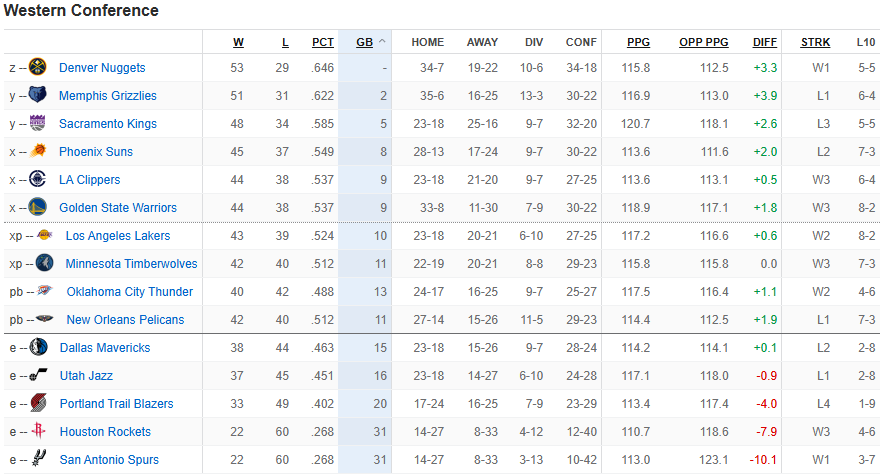 Western Conference
W L PCT GB HOME AWAY DIV CONF PPG OPP PPG DIFF STRK L10
z -- Denver Nuggets 53 29 .646 - 34-7 19-22 10-6 34-18 115.8 112.5 +3.3 W1 5-5
y -- Memphis Grizzlies 51 31 .622 2 35-6 16-25 13-3 30-22 116.9 113.0 +3.9 L1 6-4
y -- Sacramento Kings 48 34 .585 5 23-18 25-16 9-7 32-20 120.7 118.1 +2.6 L3 5-5
x -- Phoenix Suns 45 37 .549 8 28-13 17-24 9-7 30-22 113.6 111.6 +2.0 L2 7-3
x -- LA Clippers 44 38 .537 9 23-18 21-20 9-7 27-25 113.6 113.1 +0.5 W3 6-4
x -- Golden State Warriors 44 38 .537 9 33-8 11-30 7-9 30-22 118.9 117.1 +1.8 W3 8-2
xp -- Los Angeles Lakers 43 39 .524 10 23-18 20-21 6-10 27-25 117.2 116.6 +0.6 W2 8-2
xp -- Minnesota Timberwolves 42 40 .512 11 22-19 20-21 8-8 29-23 115.8 115.8 0.0 W3 7-3
pb -- Oklahoma City Thunder 40 42 .488 13 24-17 16-25 9-7 25-27 117.5 116.4 +1.1 W2 4-6
pb -- New Orleans Pelicans 42 40 .512 11 27-14 15-26 11-5 29-23 114.4 112.5 +1.9 L1 7-3
e -- Dallas Mavericks 38 44 .463 15 23-18 15-26 9-7 28-24 114.2 114.1 +0.1 L2 2-8
e -- Utah Jazz 37 45 .451 16 23-18 14-27 6-10 24-28 117.1 118.0 -0.9 L1 2-8
e -- Portland Trail Blazers 33 49 .402 20 17-24 16-25 7-9 23-29 113.4 117.4 -4.0 L4 1-9
e -- Houston Rockets 22 60 .268 31 14-27 8-33 4-12 12-40 110.7 118.6 -7.9 W3 4-6
e -- San Antonio Spurs 22 60 .268 31 14-27 8-33 3-13 10-42 113.0 123.1 -10.1 W1 3-7